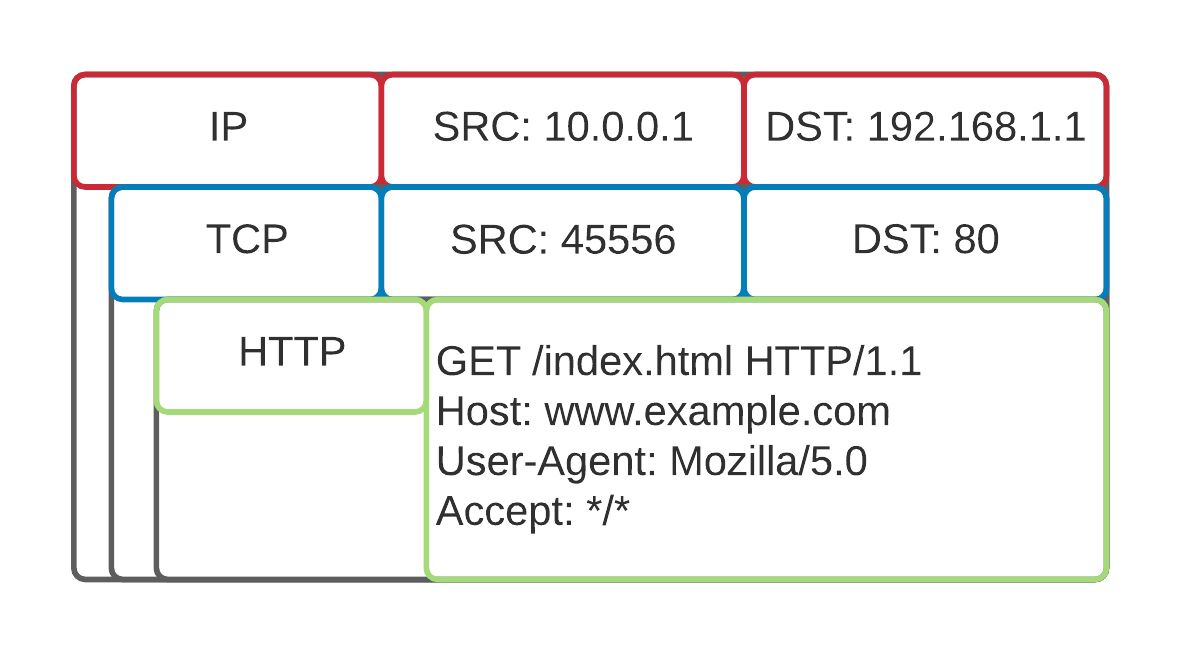 IP SRC: 10.0.0.1 DST: 192.168.1.1
TCP SRC: 45556 DST: 80
HTTP
GET /index.html HTTP/1.1
Host: www.example.com
User-Agent: Mozilla/5.0
Accept: */*